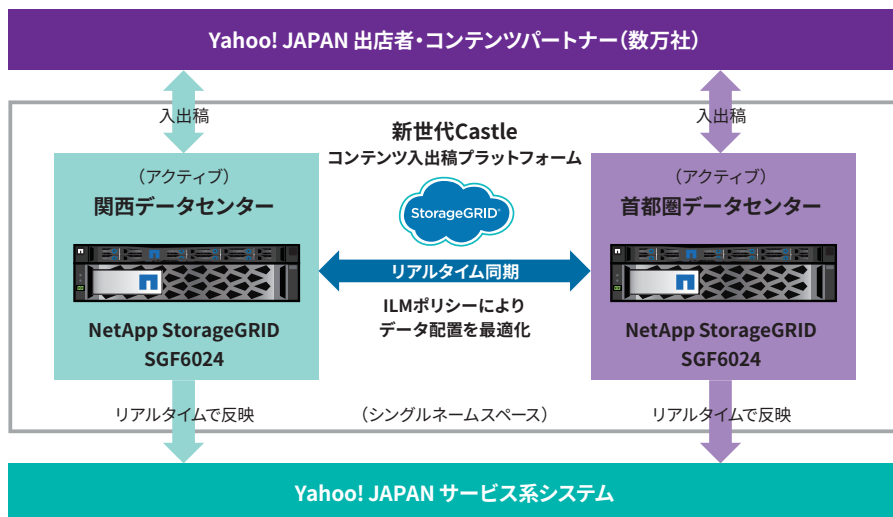 Yahoo! JAPAN 出店者・コンテンツパートナー（数万社）
入出稿
入出稿
新世代Castle
コンテンツ入出稿プラットフォーム
（アクティブ）
関西データセンター
StorageGRID
（アクティブ）
首都圏データセンター
リアルタイム同期
ILMポリシーにより
データ配置を最適化
NetApp StorageGRID
SGF6024
NetApp StorageGRID
SGF6024
リアルタイムで反映
（シングルネームスペース）
リアルタイムで反映
Yahoo! JAPAN サービス系システム